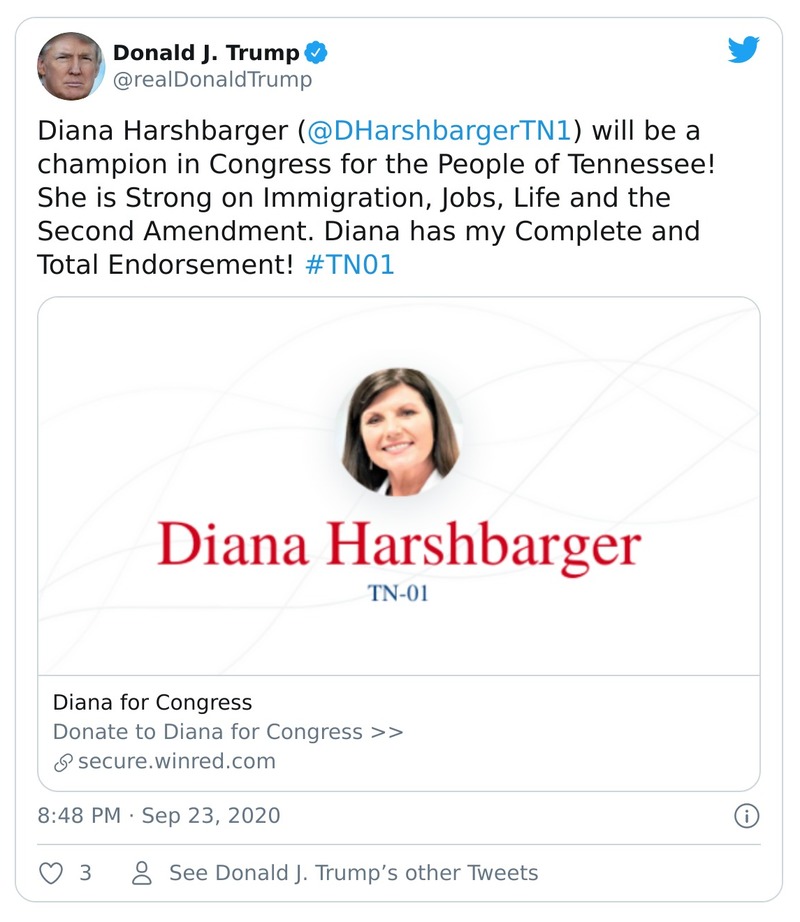 Donald J. Trump
@realDonaldTrump
Diana Harshbarger (@DHarshbargerTN1) will be a
champion in Congress for the People of Tennessee!
She is Strong on Immigration, Jobs, Life and the
Second Amendment. Diana has my Complete and
Total Endorsement! #TN01
Diana Harshbarger
TN-01
Diana for Congress
Donate to Diana for Congress >>
secure.winred.com
8:48 PM · Sep 23, 2020
3 See Donald J. Trump’s other Tweets